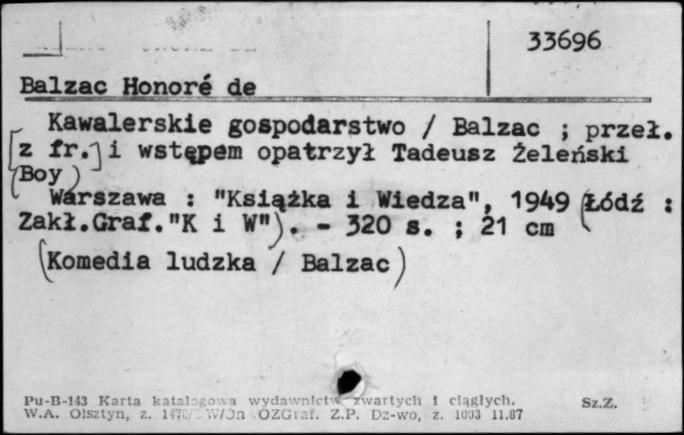 33696
Balzac Honoré de
Kawalerskie gospodarstwo / Balzac ; przeł.
[z fr.] i wstępem opatrzył Tadeusz Żeleński
(Boy)
Warszawa : "Książka i Wiedza", 1949 (Łódź :
Zakł.Graf."K i W"). - 320 s. ; 21 cm
(Komedia ludzka / Balzac)
Pu-B-143 Karta katalogowa wydawnictw zwartych i ciągłych. Sz.Z.
W.A. Olsztyn, z. OZGraf. Z.P. Dz-wo, z. 1003 11.87